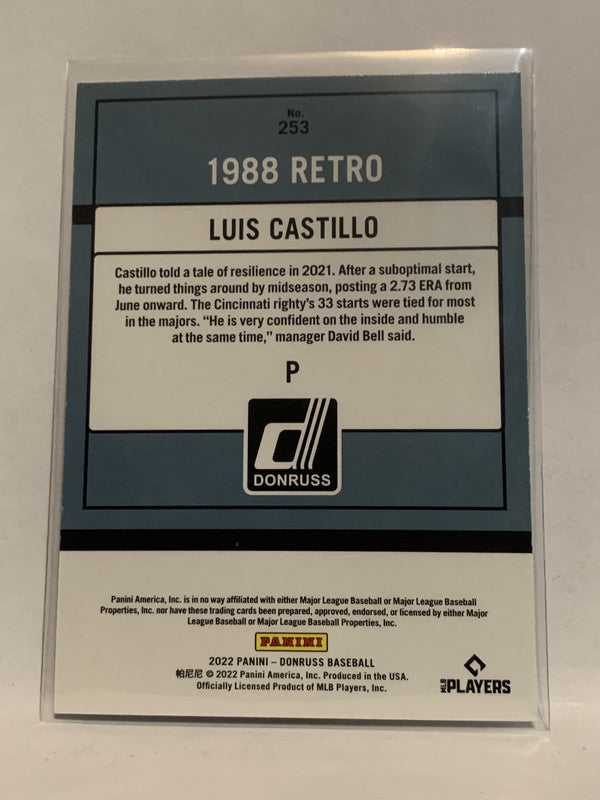 No.
253
1988 RETRO
LUIS CASTILLO
Castillo told a tale of resilience in 2021. After a suboptimal start,
he turned things around by midseason, posting a 2.73 ERA from
June onward. The Cincinnati righty's 33 starts were tied for most
in the majors. “He is very confident on the inside and humble
at the same time,” manager David Bell said.
P
d
DONRUSS
Panini America, Inc. is in no way affiliated with either Major League Baseball or Major League Baseball
Properties, Inc. nor have these trading cards been prepared, approved, endorsed, or licensed by either Major
League Baseball or Major League Baseball Properties, Inc.
PANINI
2022 PANINI – DONRUSS BASEBALL
帕尼尼 © 2022 Panini America, Inc. Produced in the USA.
Officially Licensed Product of MLB Players, Inc.
MLB PLAYERS